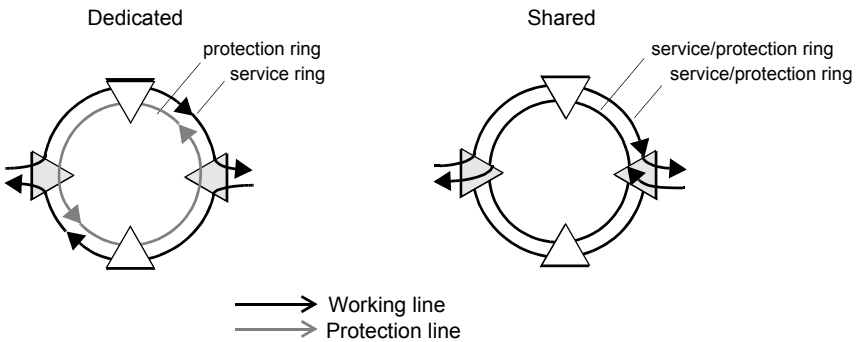 Dedicated
protection ring
service ring
Shared
service/protection ring
service/protection ring
Working line
Protection line